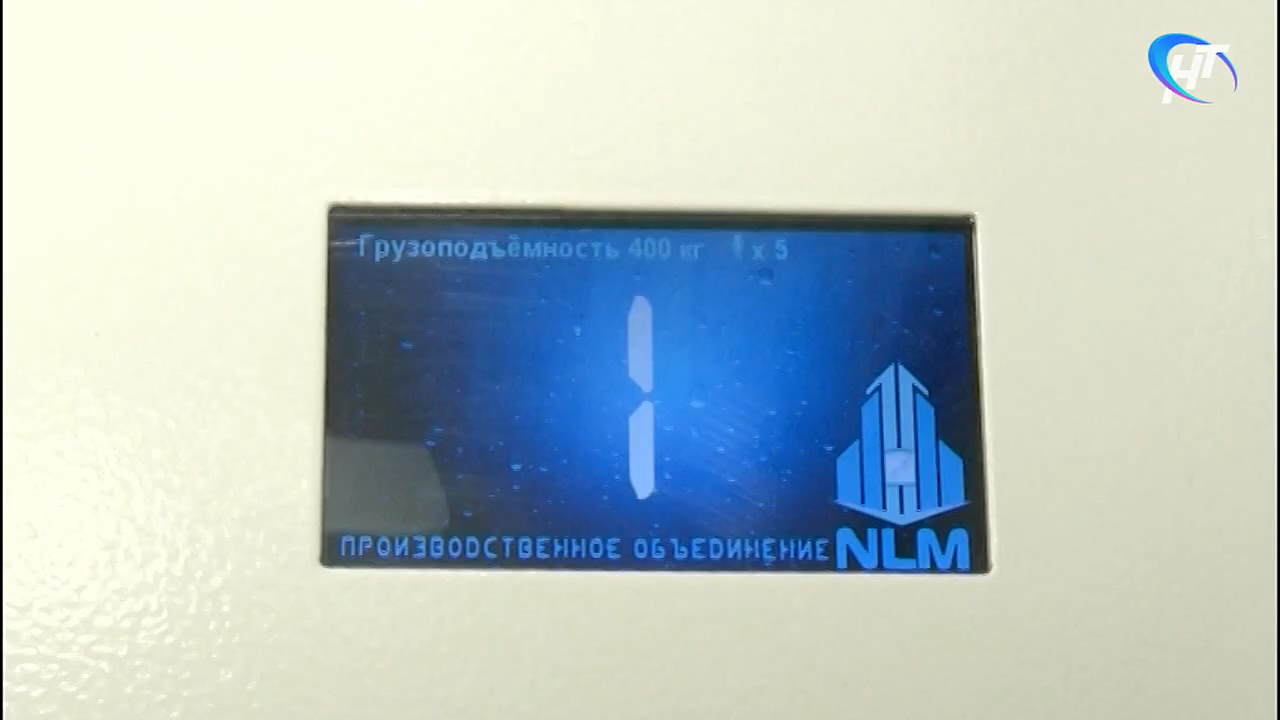 НТ
Грузоподъёмность 400 кг x 5
1
ПРОИЗВОДСТВЕННОЕ ОБЪЕДИНЕНИЕ NLM